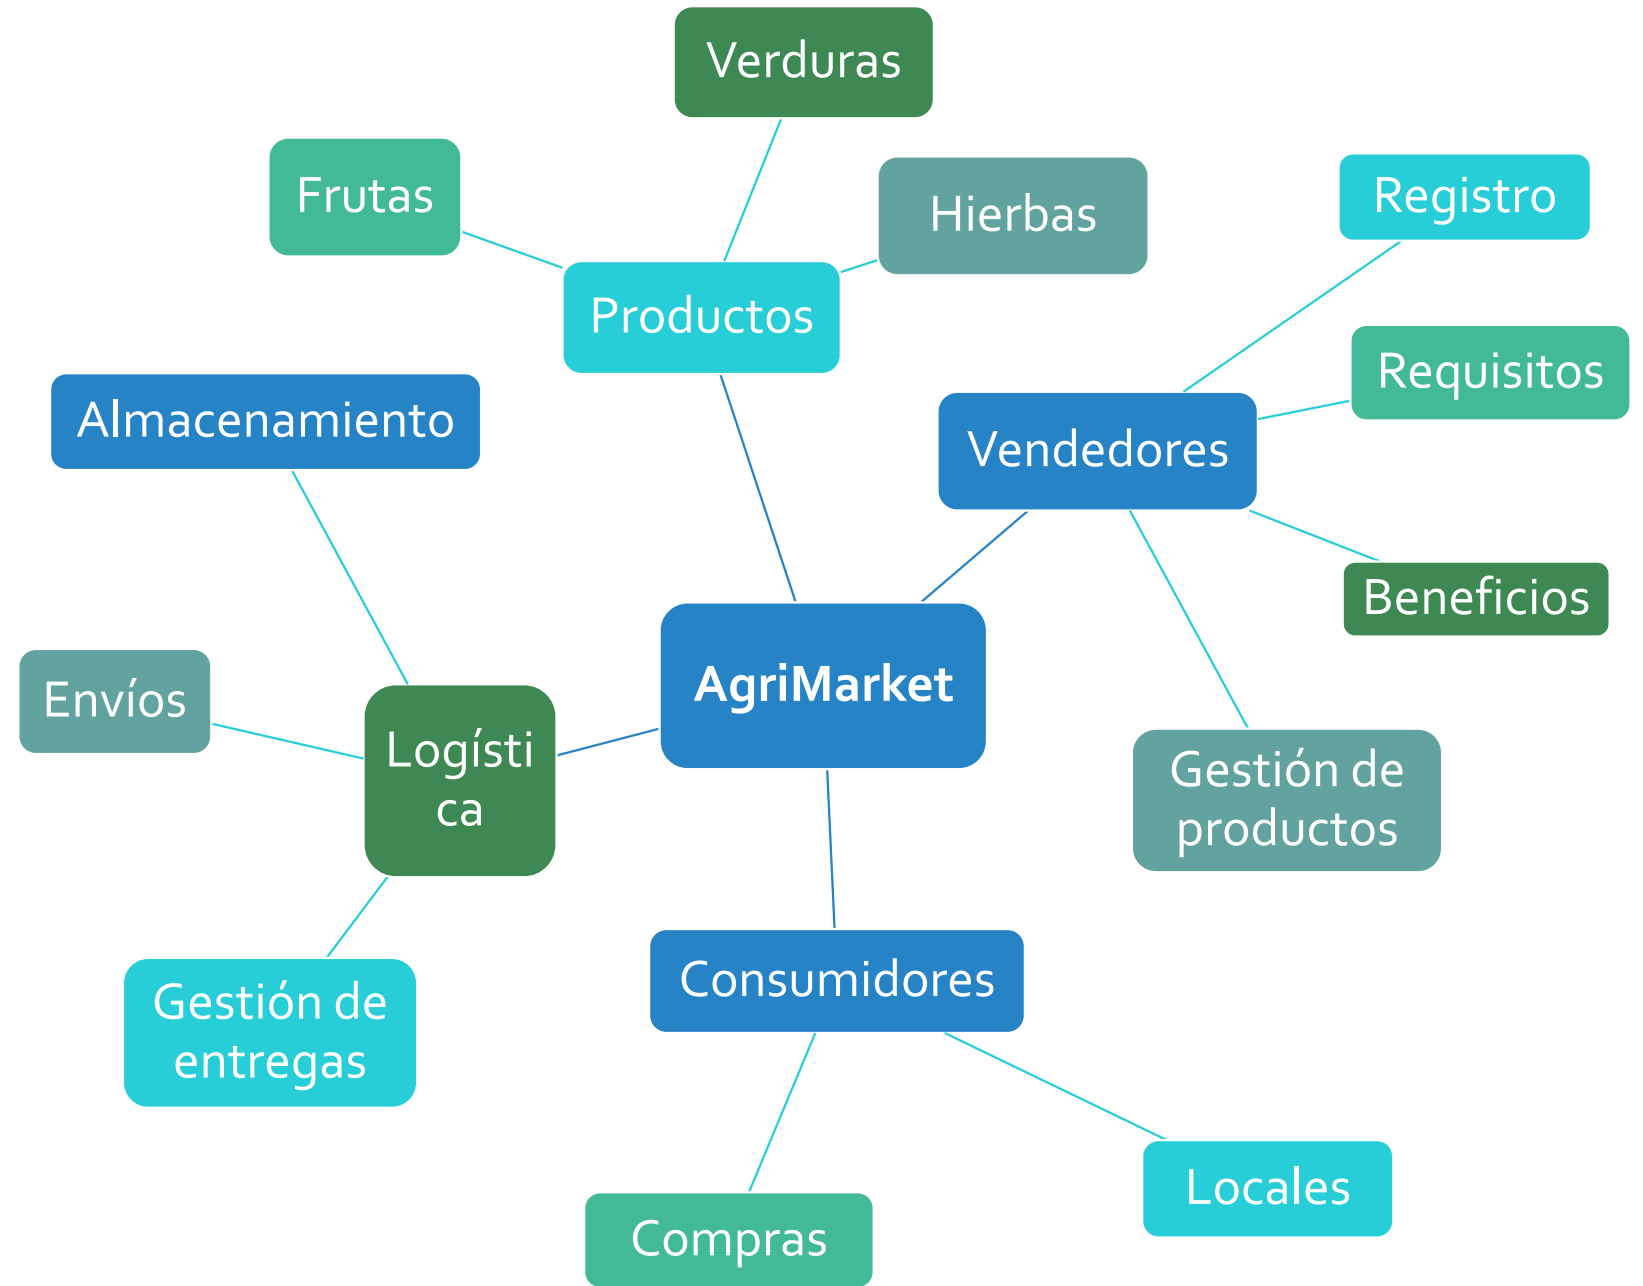 Verduras
Frutas
Hierbas
Registro
Productos
Requisitos
Almacenamiento
Vendedores
Beneficios
AgriMarket
Envíos
Logísti
ca
Gestión de
productos
Consumidores
Gestión de
entregas
Locales
Compras